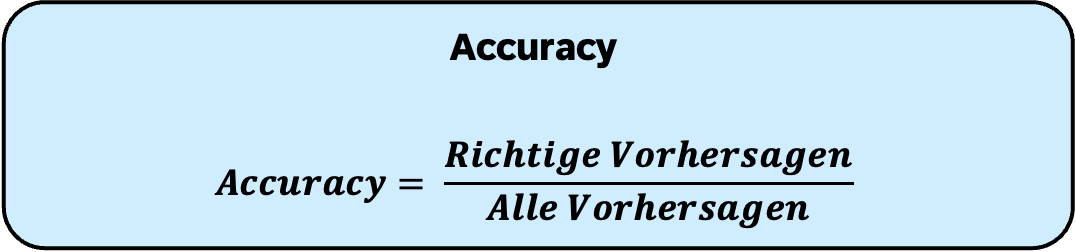 Accuracy
Richtige Vorhersagen
Accuracy =
Alle Vorhersagen